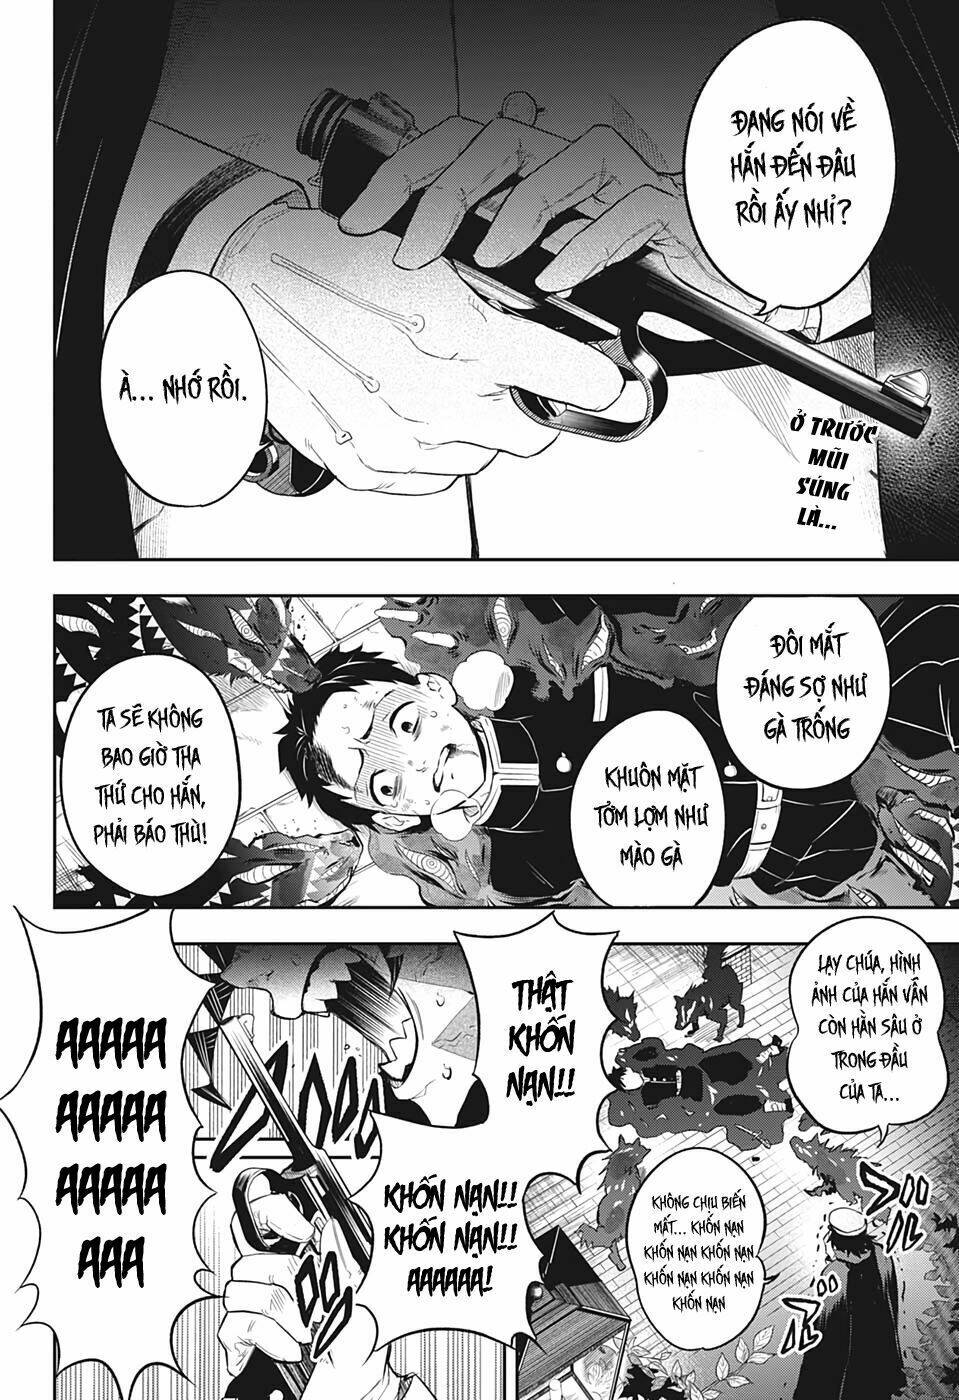 ĐANG NÓI VỀ
HẮN ĐẾN ĐÂU
RỒI ẤY NHỈ?
À... NHỚ RỒI.
Ở TRƯỚC
MŨI
SÚNG
LÀ...
ĐÔI MẮT
ĐÁNG SỢ NHƯ
GÀ TRỐNG
KHUÔN MẶT
TỞM LỢM NHƯ
MÀO GÀ
TA SẼ KHÔNG
BAO GIỜ THA
THỨ CHO HẮN,
PHẢI BÁO THÙ!
LẠY CHÚA, HÌNH
ẢNH CỦA HẮN VẪN
CÒN HẰN SÂU Ở
TRONG ĐẦU
CỦA TA...
KHÔNG CHỊU BIẾN
MẤT... KHỐN NẠN
KHỐN NẠN KHỐN NẠN
KHỐN NẠN KHỐN NẠN
KHỐN NẠN
THẬT
KHỐN
NẠN!!
KHỐN NẠN!!
KHỐN NẠN!!
AAAAAA!
AAAAA
AAAAA
AAAAA
AAA